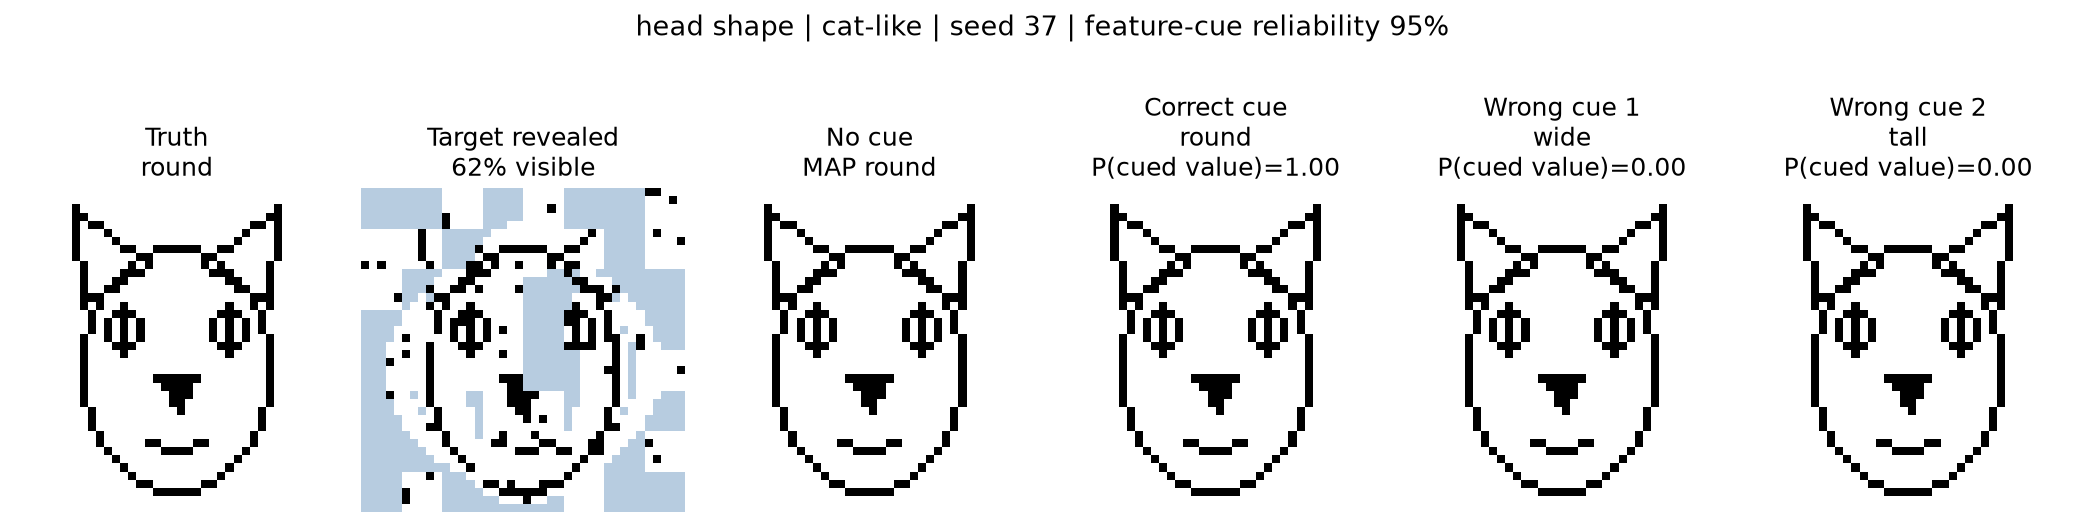 head shape | cat-like | seed 37 | feature-cue reliability 95%
Truth
round
Target revealed
62% visible
No cue
MAP round
Correct cue
round
P(cued value)=1.00
Wrong cue 1
wide
P(cued value)=0.00
Wrong cue 2
tall
P(cued value)=0.00